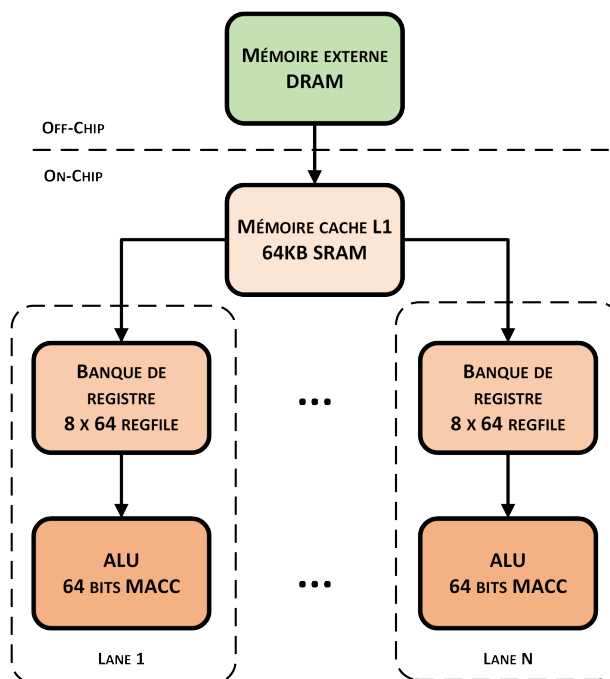 MÉMOIRE EXTERNE
DRAM
OFF-CHIP
ON-CHIP
MÉMOIRE CACHE L1
64KB SRAM
BANQUE DE
REGISTRE
8 X 64 REGFILE
BANQUE DE
REGISTRE
8 X 64 REGFILE
...
ALU
64 BITS MACC
ALU
64 BITS MACC
...
LANE 1
LANE N